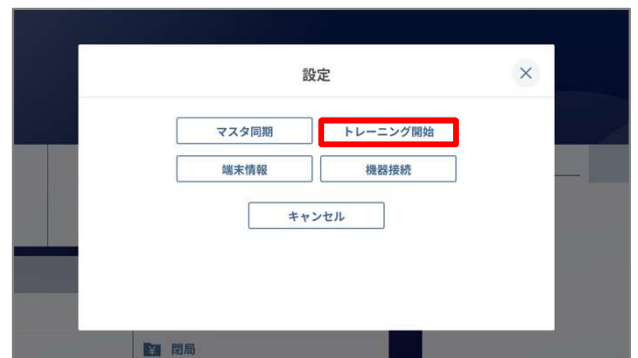 設定
マスタ同期 トレーニング開始
端末情報 機器接続
キャンセル
閉局